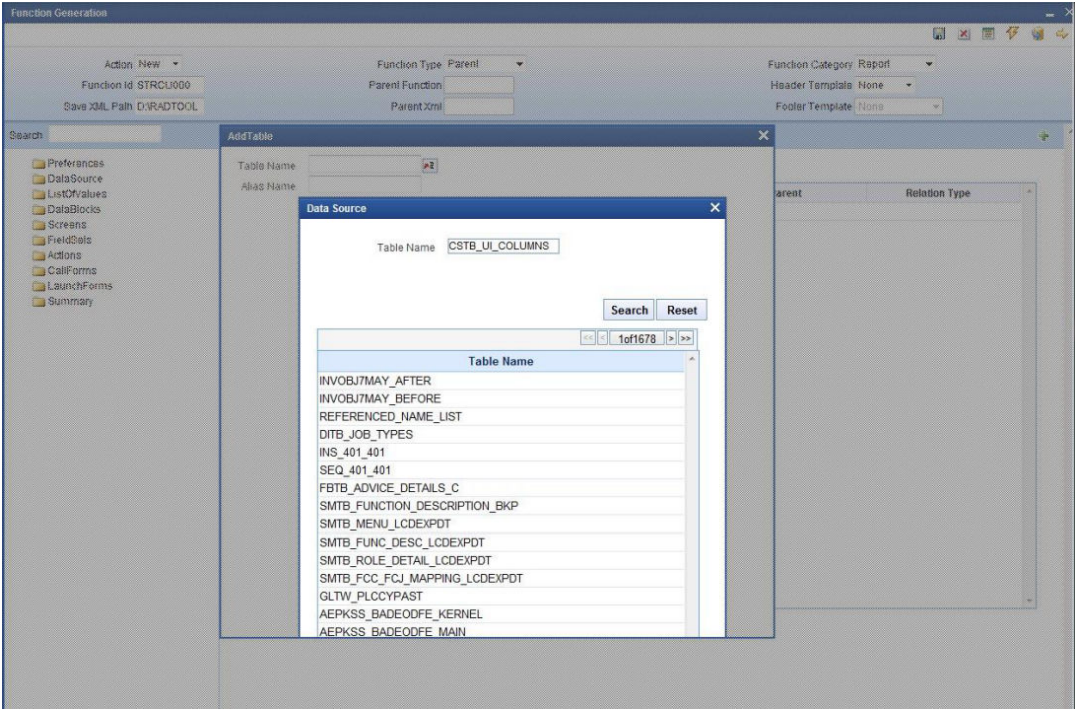 Function Generation
Action New Function Type Parent Function Category Report
Function Id STRCU000 Parent Function Header Template None
Save XML Path D:\RADTOOL Parent Xml Footer Template None
Search
AddTable
Preferences
DataSource
ListOfValues
DataBlocks
Screens
FieldSets
Actions
CallForms
LaunchForms
Summary
Table Name
Alias Name
arent Relation Type
Data Source
Table Name CSTB_UI_COLUMNS
Search Reset
<< < 1of1678 > >>
Table Name
INVOBJ7MAY_AFTER
INVOBJ7MAY_BEFORE
REFERENCED_NAME_LIST
DITB_JOB_TYPES
INS_401_401
SEQ_401_401
FBTB_ADVICE_DETAILS_C
SMTB_FUNCTION_DESCRIPTION_BKP
SMTB_MENU_LCDEXPDT
SMTB_FUNC_DESC_LCDEXPDT
SMTB_ROLE_DETAIL_LCDEXPDT
SMTB_FCC_FCJ_MAPPING_LCDEXPDT
GLTW_PLCCYPAST
AEPKSS_BADEODFE_KERNEL
AEPKSS_BADEODFE_MAIN